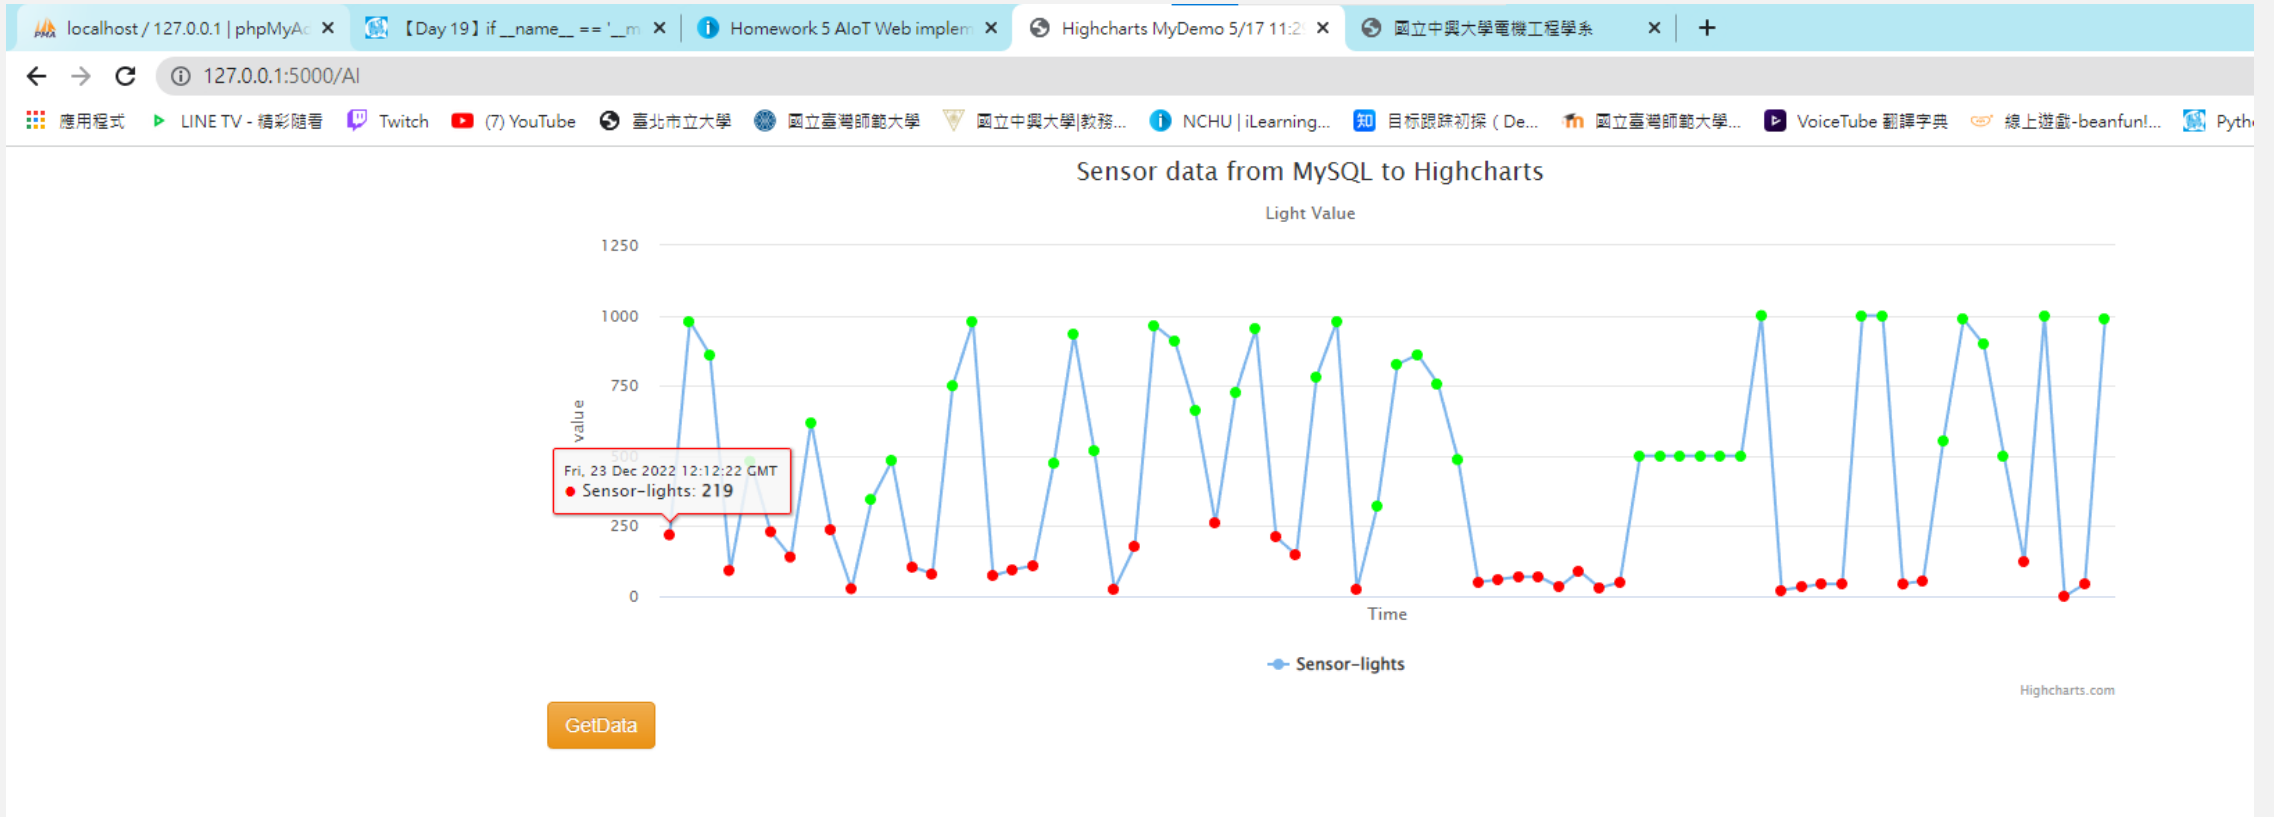 localhost / 127.0.0.1 | phpMyAc
【Day 19】if __name__ == '__m
Homework 5 AIoT Web implem
Highcharts MyDemo 5/17 11:29
國立中興大學電機工程學系
127.0.0.1:5000/AI
應用程式
LINE TV - 精彩隨看
Twitch
(7) YouTube
臺北市立大學
國立臺灣師範大學
國立中興大學|教務...
NCHU | iLearning...
知
目标跟踪初探（De...
國立臺灣師範大學...
VoiceTube 翻譯字典
線上遊戲-beanfun!...
Pyth
Sensor data from MySQL to Highcharts
Light Value
1250
1000
750
value
500
Fri, 23 Dec 2022 12:12:22 GMT
Sensor-lights: 219
250
0
Time
Sensor-lights
Highcharts.com
GetData